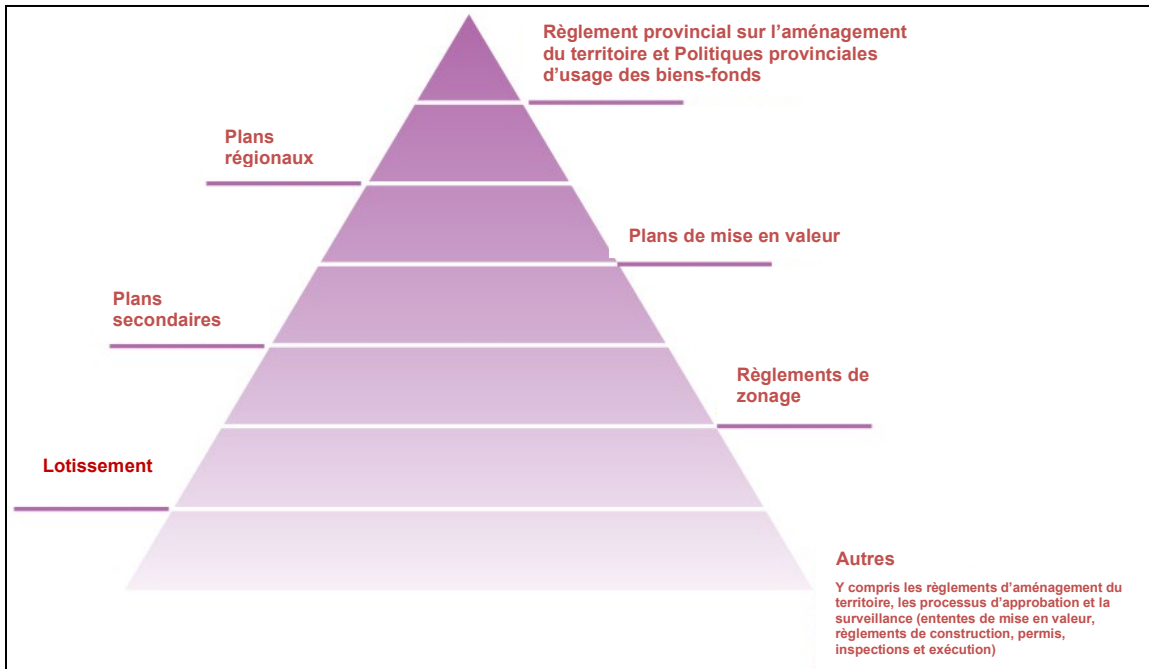 Règlement provincial sur l’aménagement
du territoire et Politiques provinciales
d’usage des biens-fonds
Plans
régionaux
Plans de mise en valeur
Plans
secondaires
Règlements de
zonage
Lotissement
Autres
Y compris les règlements d’aménagement du
territoire, les processus d’approbation et la
surveillance (ententes de mise en valeur,
règlements de construction, permis,
inspections et exécution)